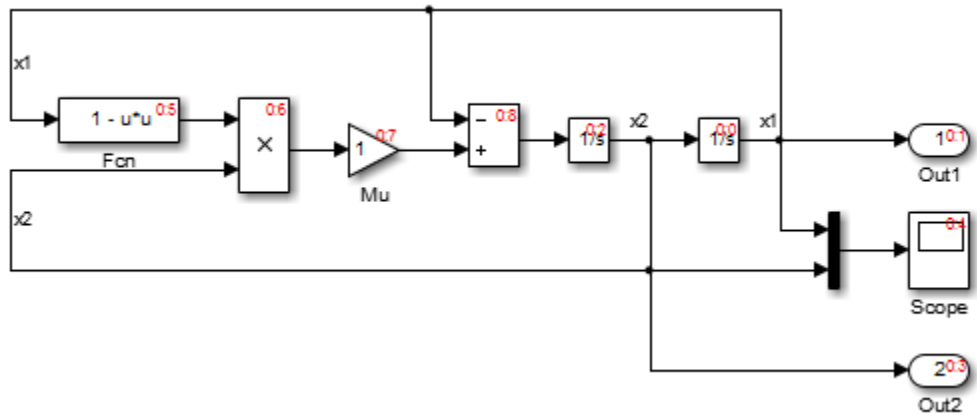 x1
1 - u*u
0:5
Fcn
0:6
×
1
0:7
Mu
0:8
−
+
1/s
0:2
x2
1/s
0:0
x1
1
0:1
Out1
x2
0:4
Scope
2
0:3
Out2